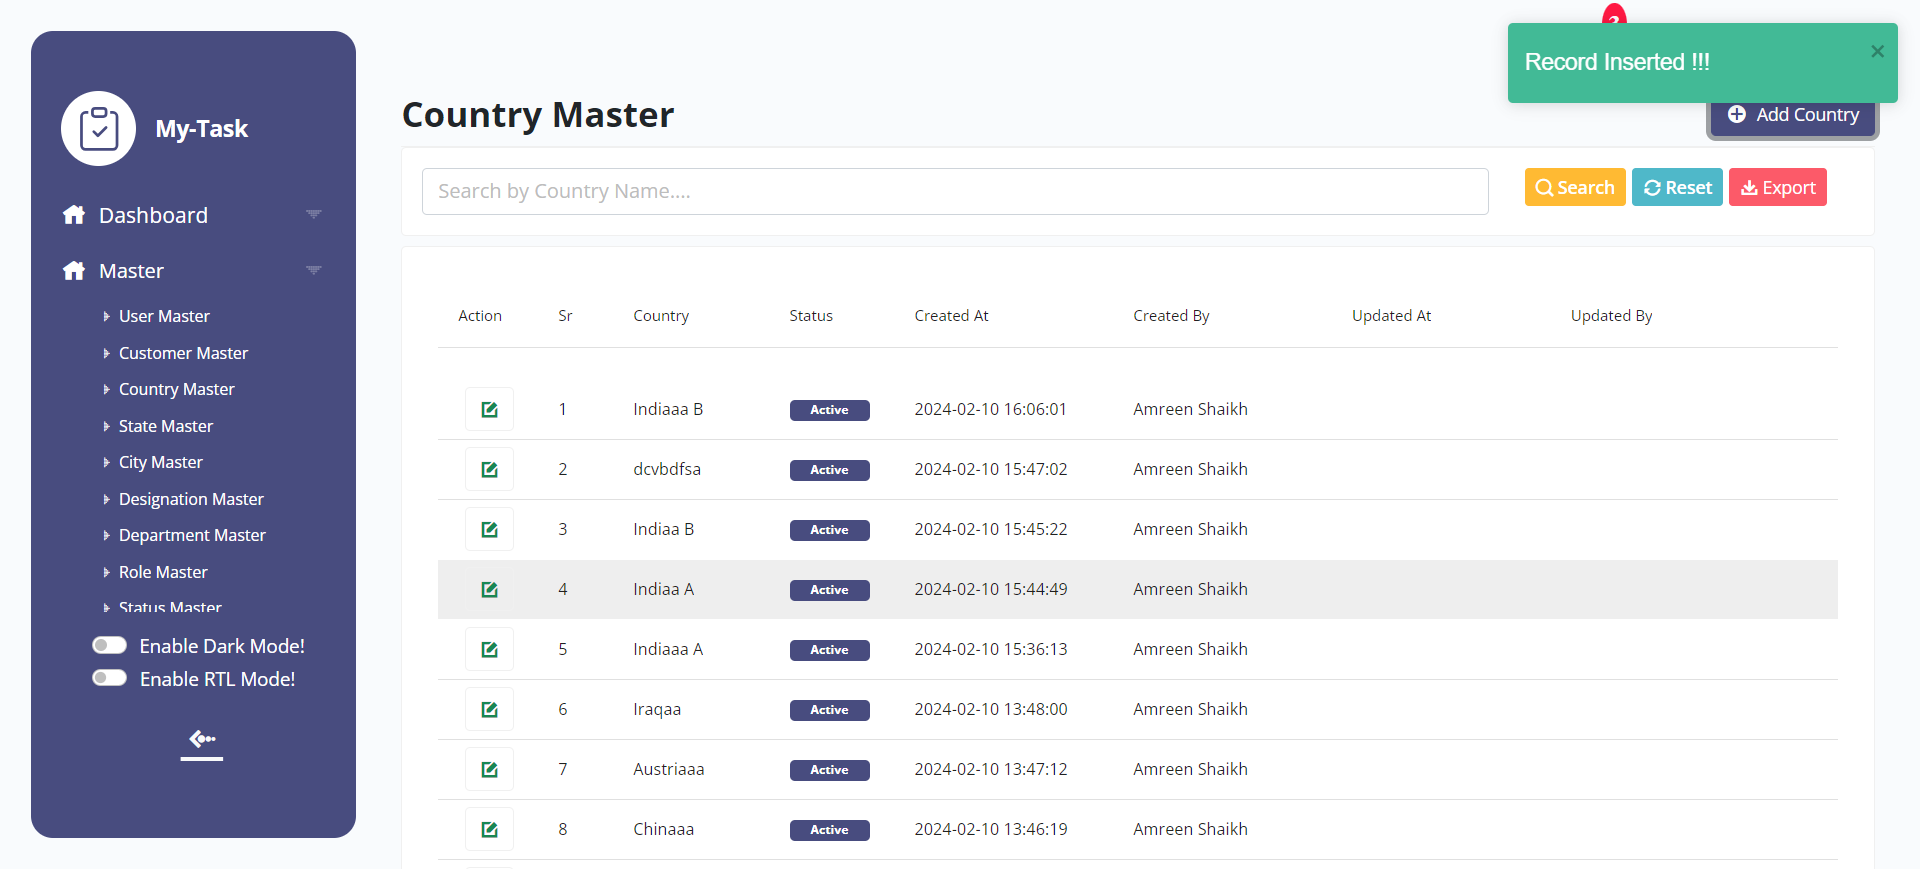 My-Task
Dashboard
Master
User Master
Customer Master
Country Master
State Master
City Master
Designation Master
Department Master
Role Master
Status Master
Enable Dark Mode!
Enable RTL Mode!
Record Inserted !!!
×
Country Master
Add Country
Search by Country Name....
Search Reset Export
Action Sr Country Status Created At Created By Updated At Updated By
1 Indiaaa B Active 2024-02-10 16:06:01 Amreen Shaikh
2 dcvbdfsa Active 2024-02-10 15:47:02 Amreen Shaikh
3 Indiaa B Active 2024-02-10 15:45:22 Amreen Shaikh
4 Indiaa A Active 2024-02-10 15:44:49 Amreen Shaikh
5 Indiaaa A Active 2024-02-10 15:36:13 Amreen Shaikh
6 Iraqaa Active 2024-02-10 13:48:00 Amreen Shaikh
7 Austriaaa Active 2024-02-10 13:47:12 Amreen Shaikh
8 Chinaaa Active 2024-02-10 13:46:19 Amreen Shaikh